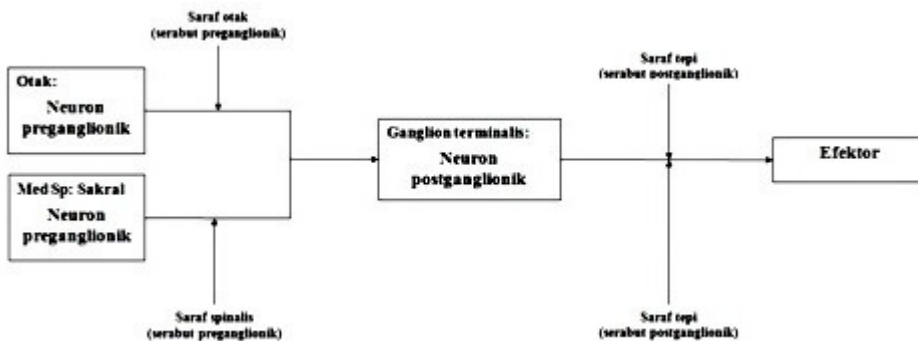 Saraf otak
(serabut preganglionik)
Otak:
Neuron
preganglionik
Med Sp: Sakral
Neuron
preganglionik
Saraf spinalis
(serabut preganglionik)
Ganglion terminalis:
Neuron
postganglionik
Saraf tepi
(serabut postganglionik)
Saraf tepi
(serabut postganglionik)
Efektor